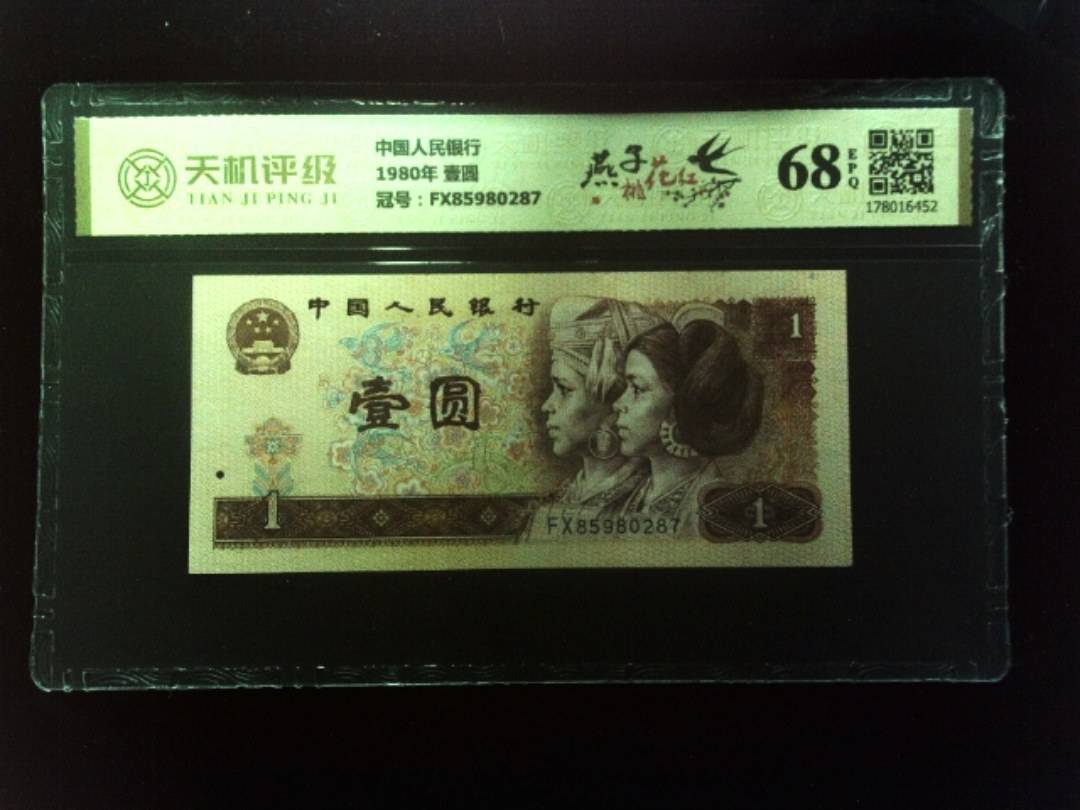 天机评级
TIAN JI PING JI
中国人民银行
1980年 壹圆
冠号：FX85980287
燕子
桃花红
68
EPQ
178016452
中国人民银行
1
壹圆
1
FX85980287
1